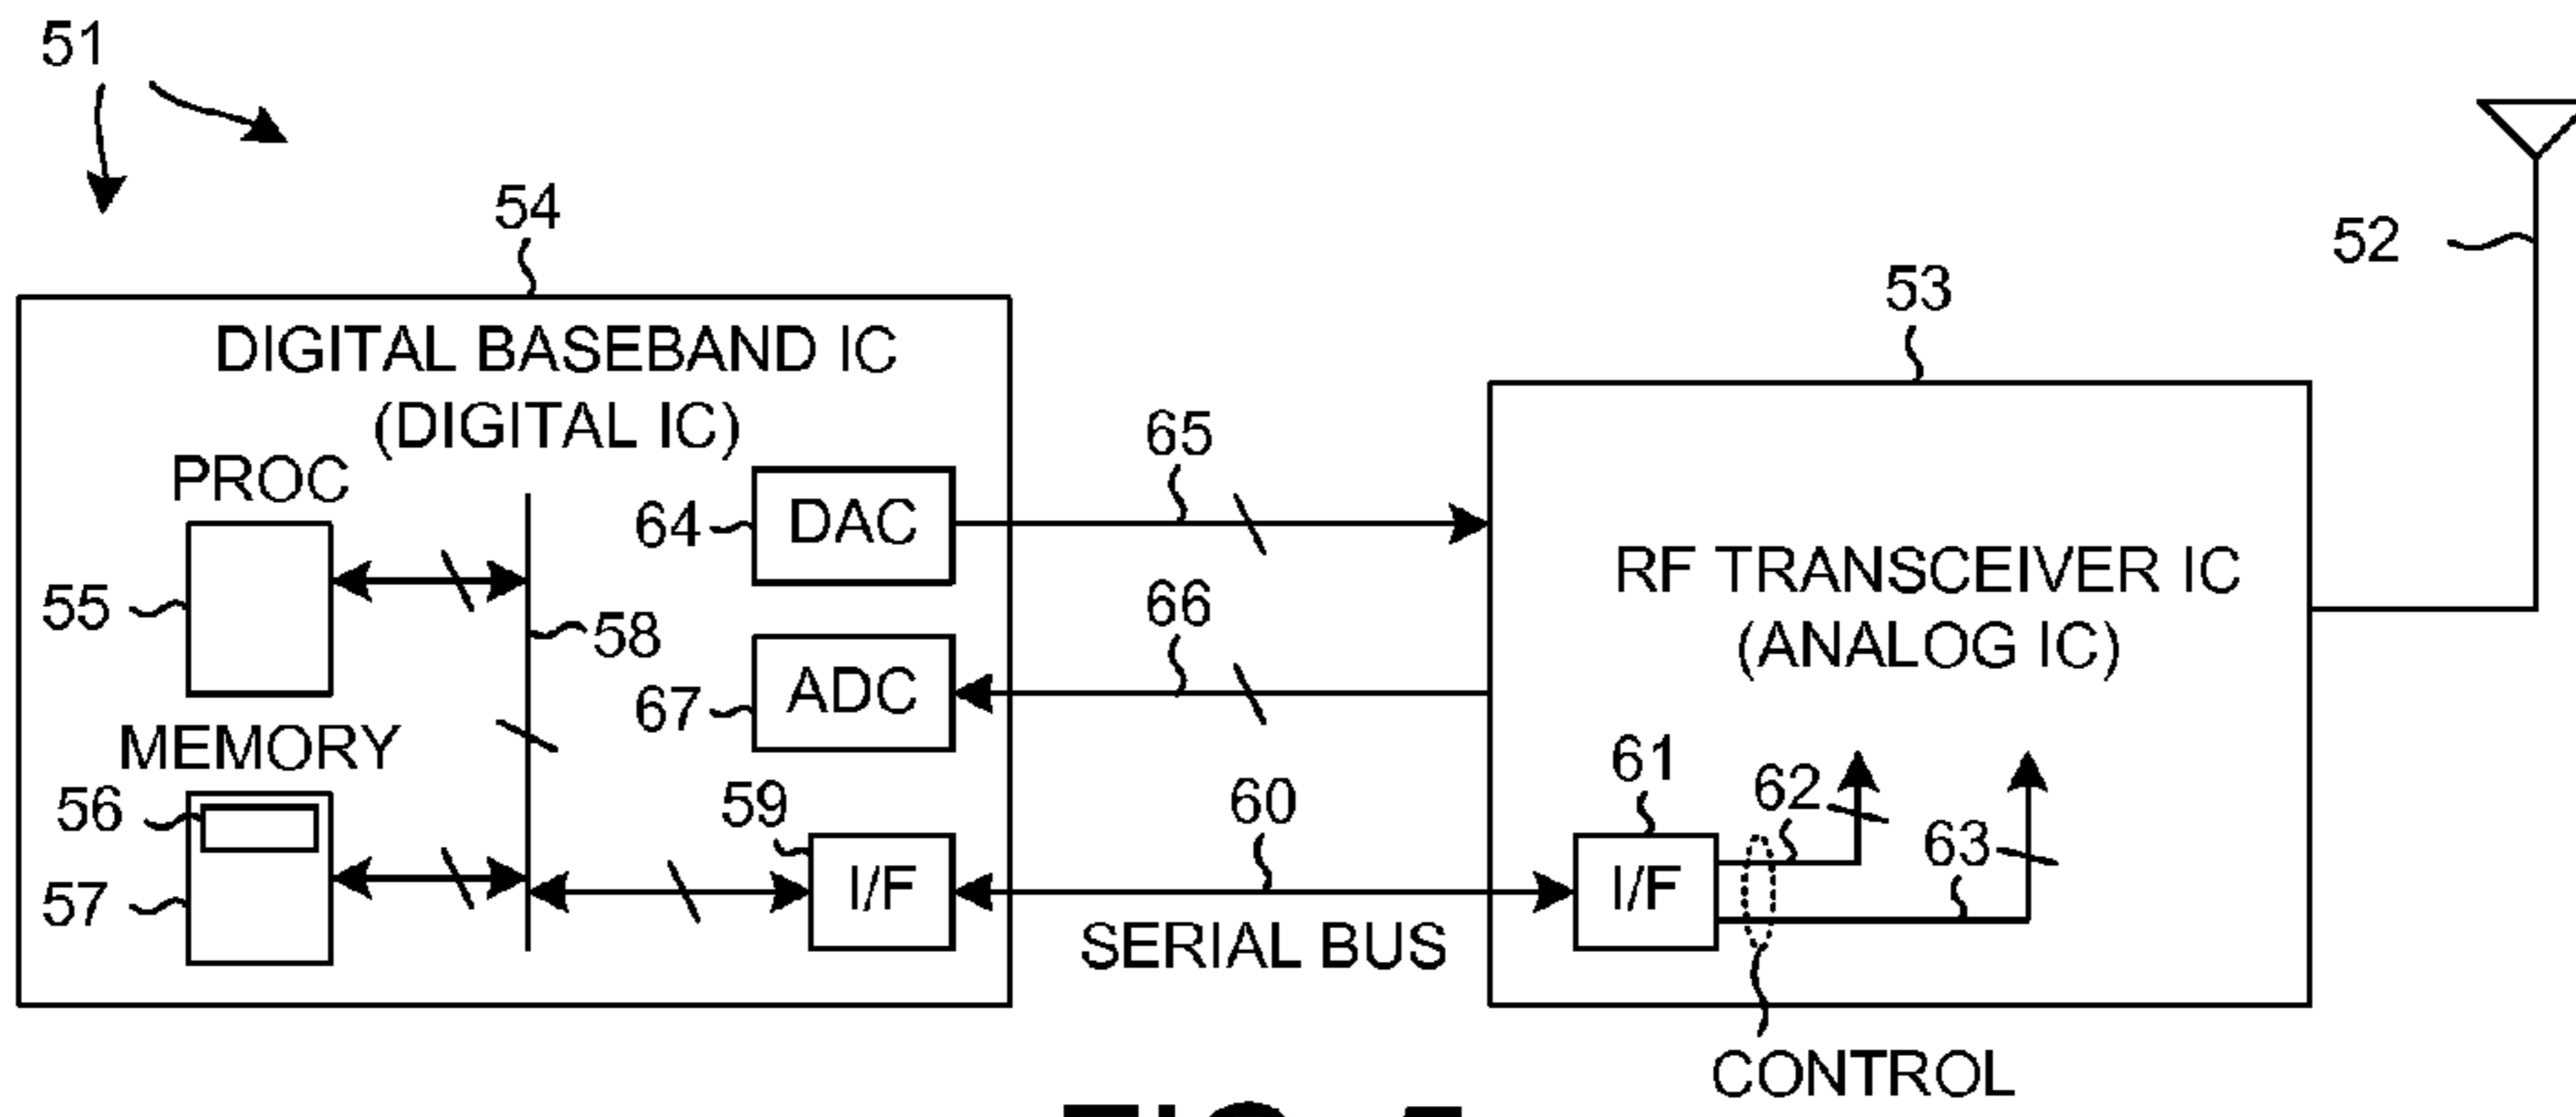 51
54
DIGITAL BASEBAND IC
(DIGITAL IC)
PROC
55
58
64
DAC
65
67
ADC
66
MEMORY
56
57
59
I/F
60
SERIAL BUS
53
RF TRANSCEIVER IC
(ANALOG IC)
61
I/F
62
63
CONTROL
52